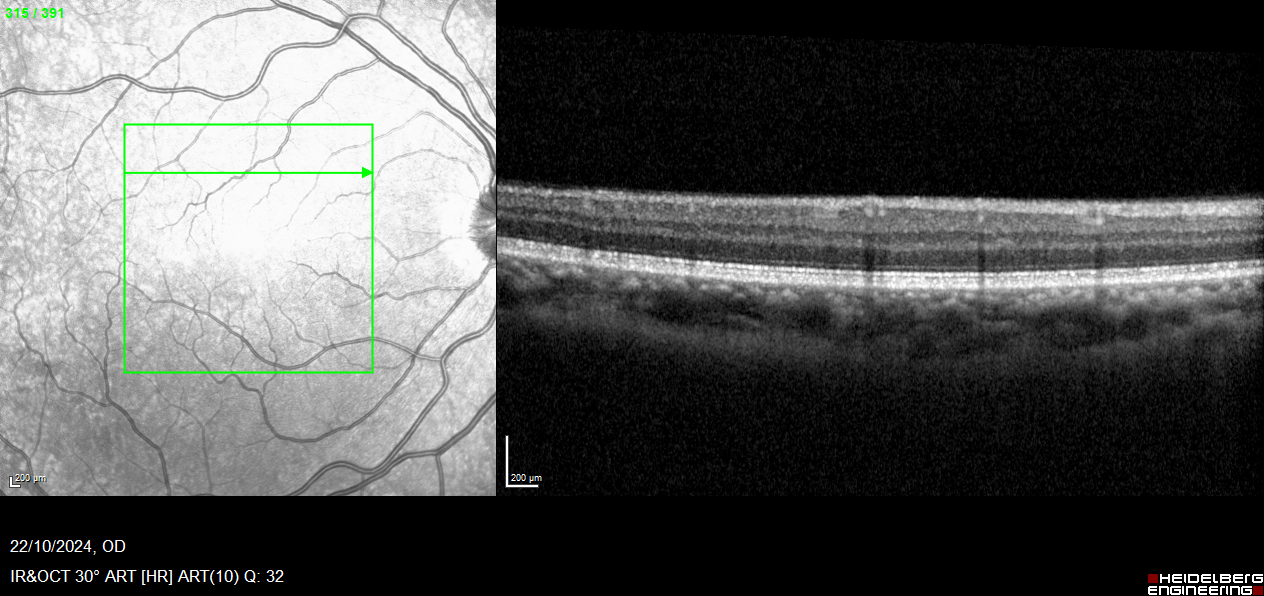 315 / 391
200 µm
200 µm
22/10/2024, OD
IR&OCT 30° ART [HR] ART(10) Q: 32
HEIDELBERG
ENGINEERING